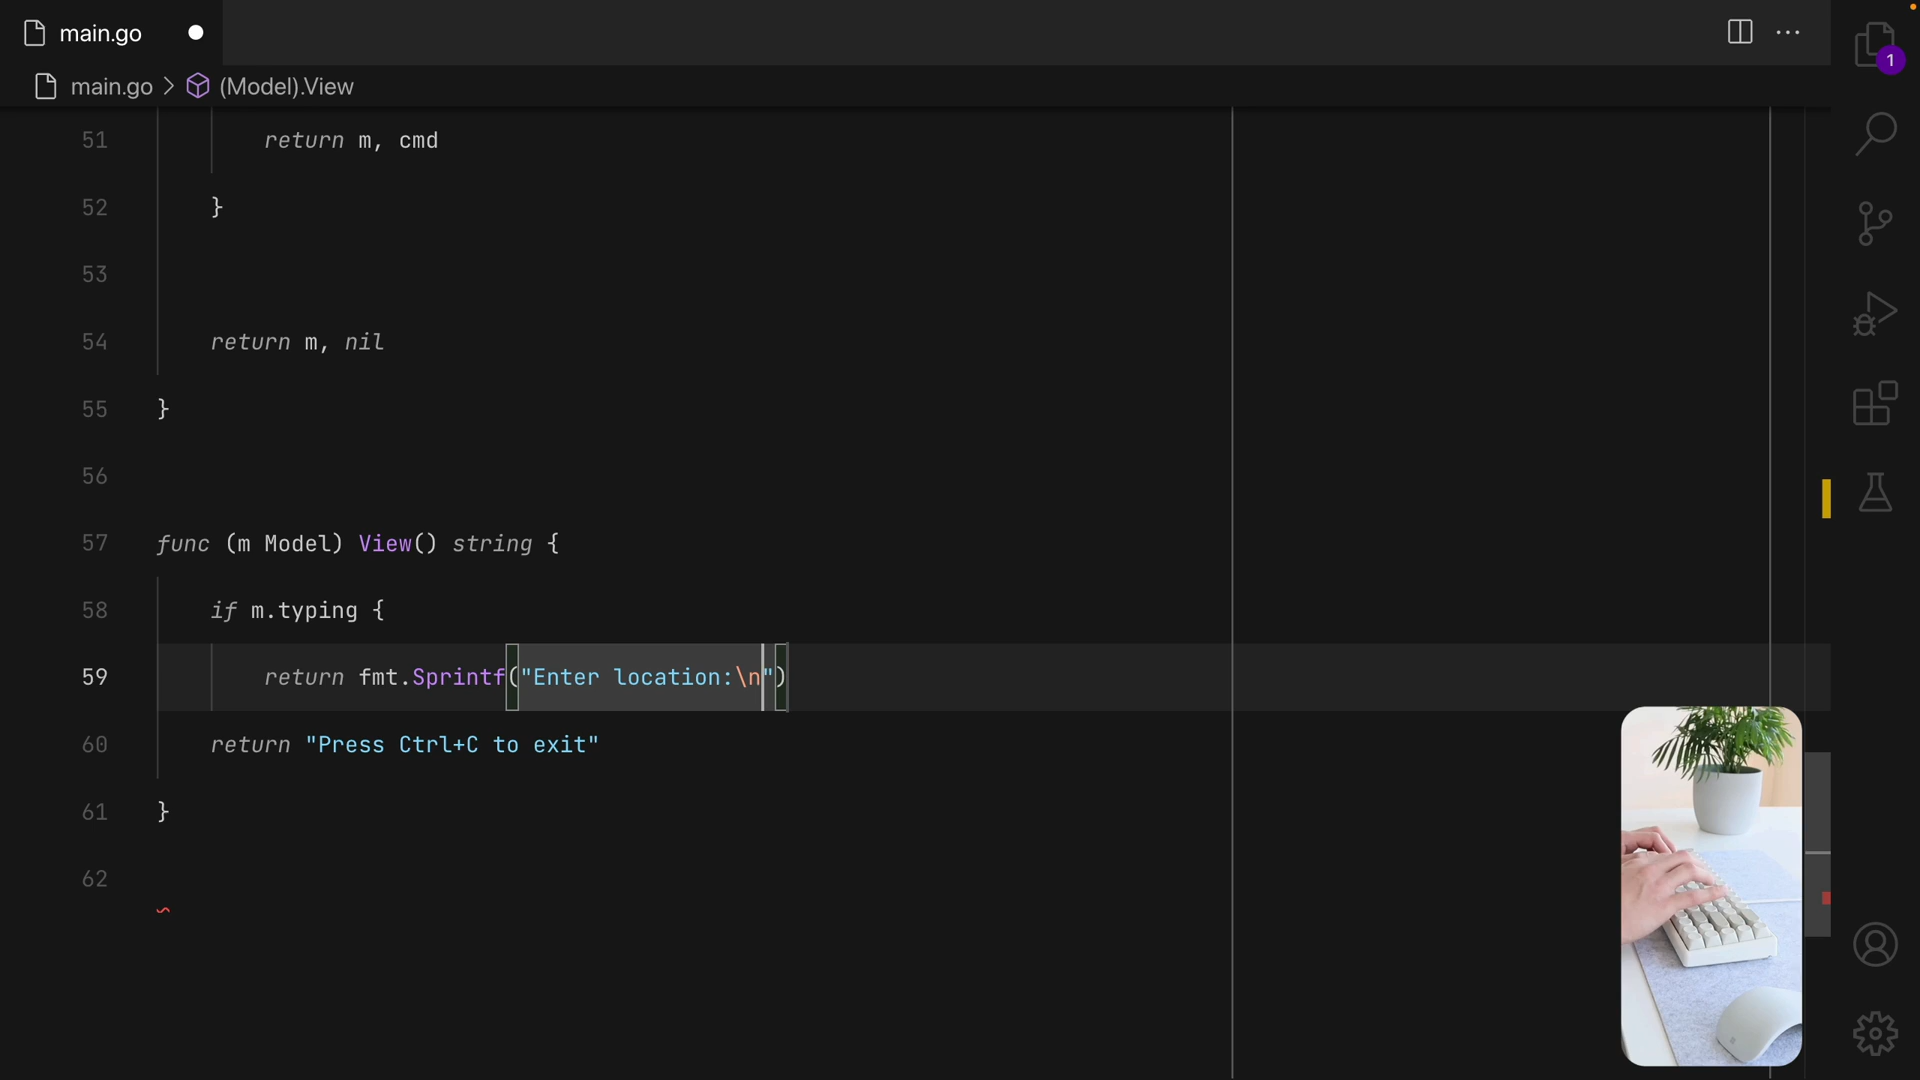 main.go
main.go > (Model).View
1
51 return m, cmd
52 }
53
54 return m, nil
55 }
56
57 func (m Model) View() string {
58 if m.typing {
59 return fmt.Sprintf("Enter location:\n")
60 return "Press Ctrl+C to exit"
61 }
62